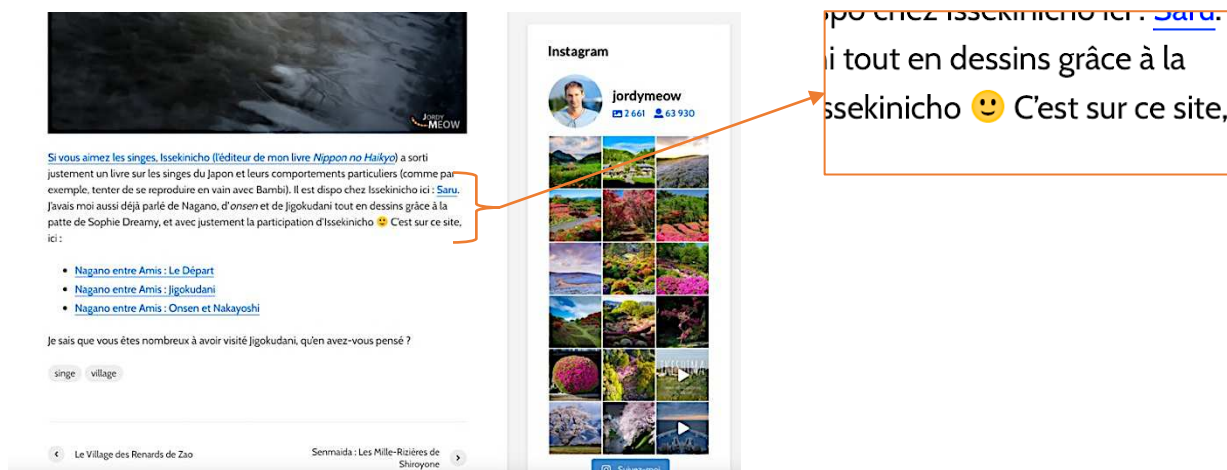 JORDY
MEOW
Si vous aimez les singes, Issekinicho (l'éditeur de mon livre Nippon no Haikyo) a sorti
justement un livre sur les singes du Japon et leurs comportements particuliers (comme par
exemple, tenter de se reproduire en vain avec Bambi). Il est dispo chez Issekinicho ici : Saru.
J'avais moi aussi déjà parlé de Nagano, d'onsen et de Jigokudani tout en dessins grâce à la
patte de Sophie Dreamy, et avec justement la participation d'Issekinicho 🙂 C'est sur ce site,
ici :
Nagano entre Amis : Le Départ
Nagano entre Amis : Jigokudani
Nagano entre Amis : Onsen et Nakayoshi
Je sais que vous êtes nombreux à avoir visité Jigokudani, qu'en avez-vous pensé ?
singe village
Le Village des Renards de Zao
Senmaida : Les Mille-Rizières de
Shiroyone
Instagram
jordymeow
2 661 63 930
Suivez-moi
spo chez Issekinicho ici : Saru.
i tout en dessins grâce à la
ssekinicho 🙂 C'est sur ce site,